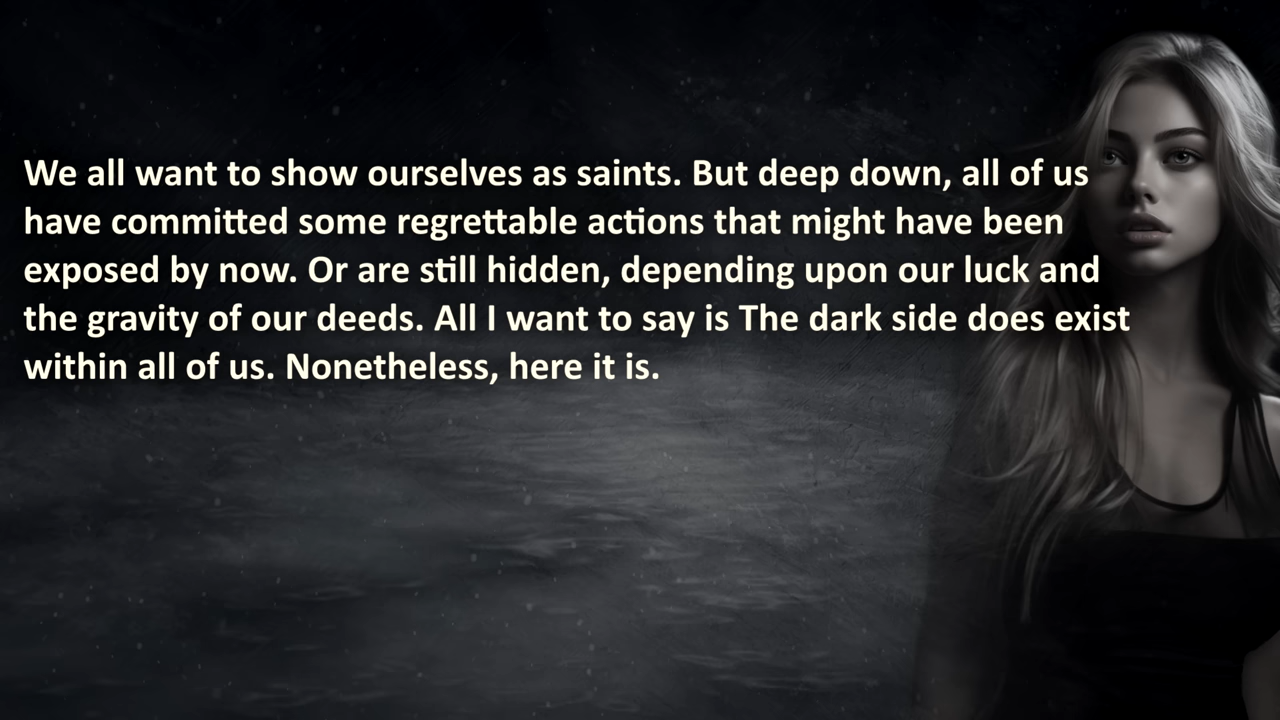 We all want to show ourselves as saints. But deep down, all of us
have committed some regrettable actions that might have been
exposed by now. Or are still hidden, depending upon our luck and
the gravity of our deeds. All I want to say is The dark side does exist
within all of us. Nonetheless, here it is.